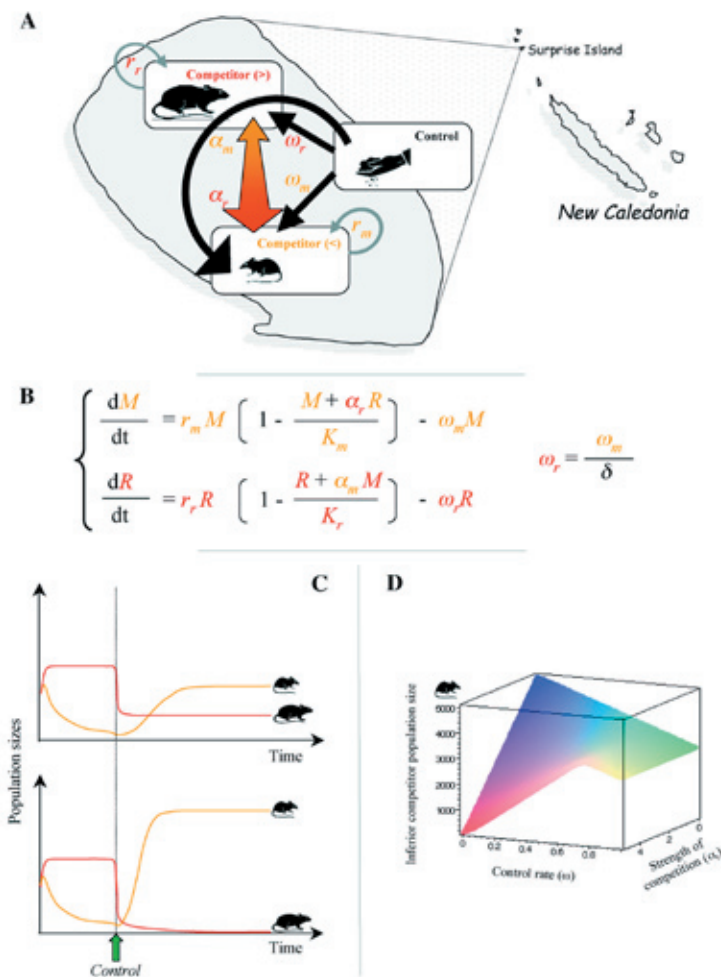 A
Surprise Island
New Caledonia
r_r
Competitor (>)
Control
α_m
ω_r
ω_m
α_r
Competitor (<)
r_m
B
dM/dt = r_m M (1 - (M + α_r R)/K_m) - ω_m M
ω_r = ω_m/δ
dR/dt = r_r R (1 - (R + α_m M)/K_r) - ω_r R
C
Population sizes
Time
Time
Control
D
Inferior competitor population size
5000
4000
3000
2000
1000
0
0.2
0.4
0.6
0.8
Control rate (ω)
4
2
0
Strength of
competition (α_r)